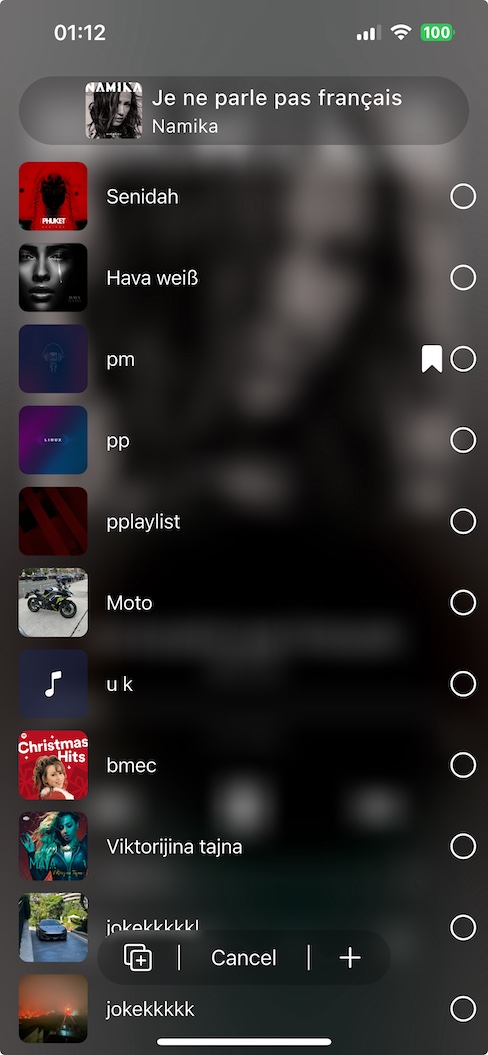 01:12
100
NAMIKA
Je ne parle pas français
Namika
PHUKET
Senidah
Hava weiß
pm
LINUX
pp
pplaylist
Moto
u k
Christmas
Hits
bmec
Viktorijina tajna
jokekkkkkl
Cancel
jokekkkkk